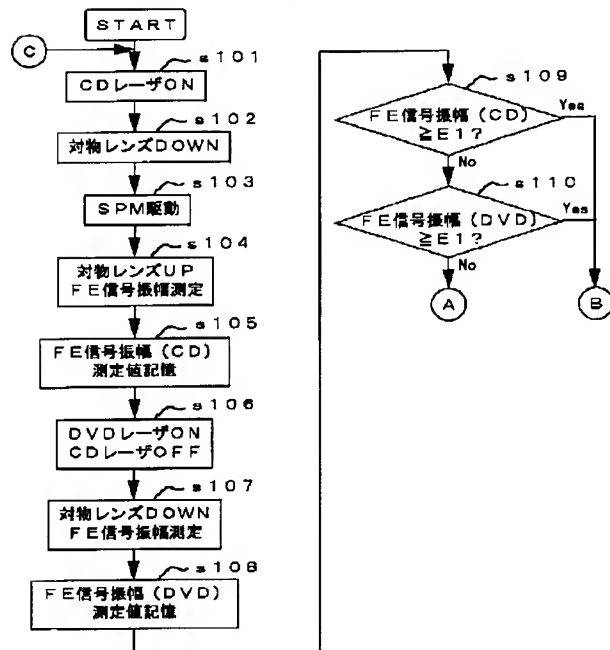 START
C
s101
CDレーザON
s102
対物レンズDOWN
s103
SPM駆動
s104
対物レンズUP
FE信号振幅測定
s105
FE信号振幅(CD)
測定値記憶
s106
DVDレーザON
CDレーザOFF
s107
対物レンズDOWN
FE信号振幅測定
s108
FE信号振幅(DVD)
測定値記憶
s109
FE信号振幅(CD)
≧E1?
Yes
No
s110
FE信号振幅(DVD)
≧E1?
Yes
No
A
B